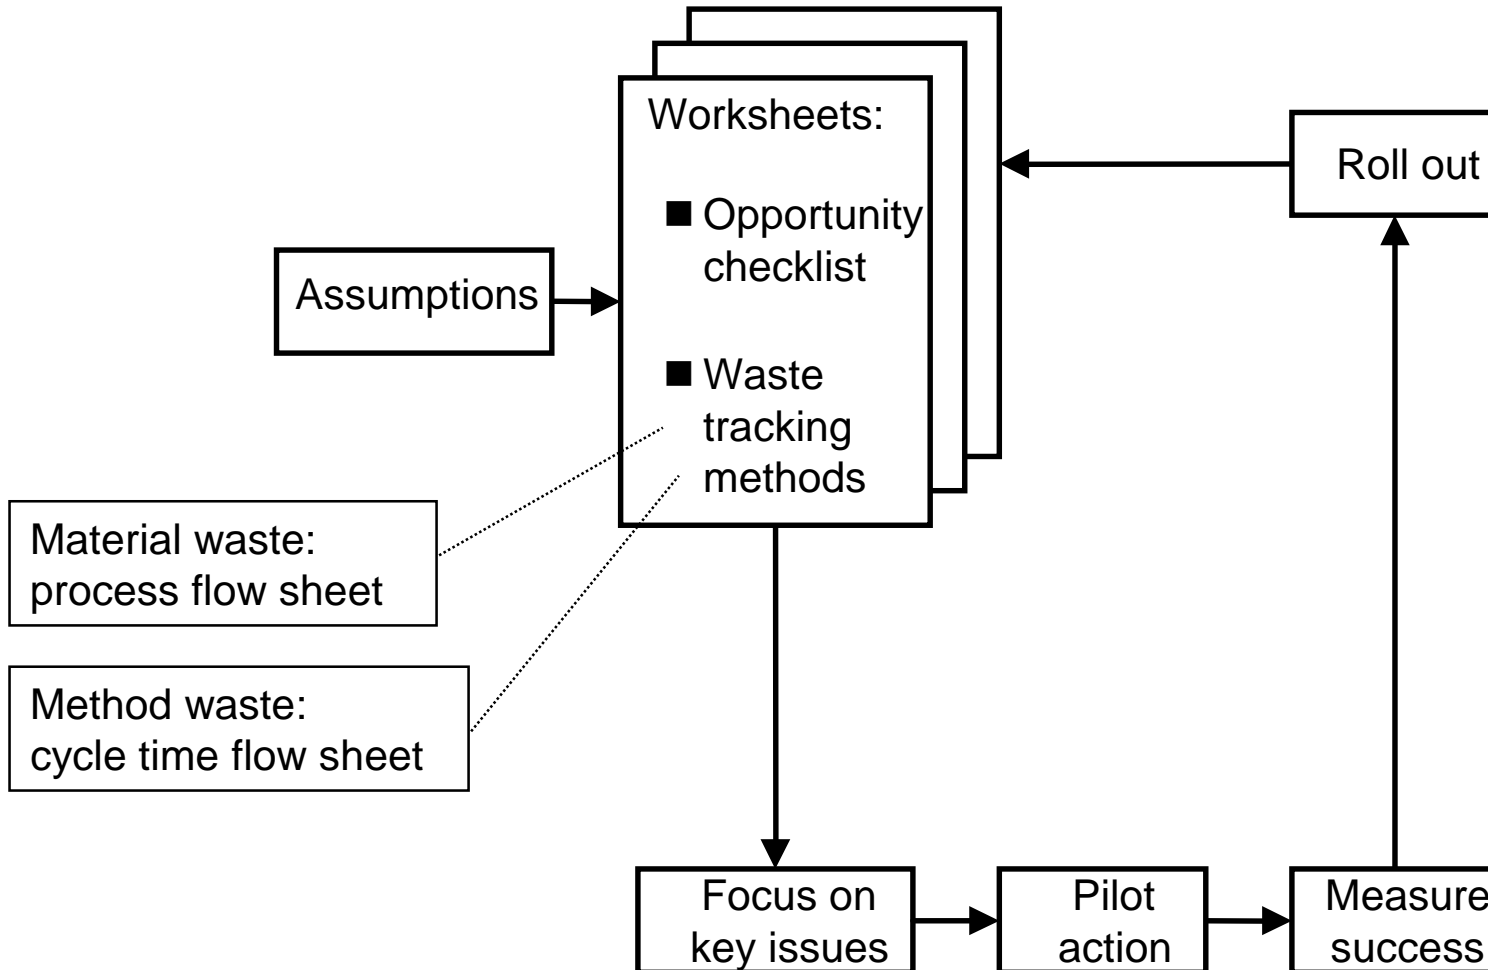 Worksheets:
■ Opportunity
checklist
■ Waste
tracking
methods
Roll out
Assumptions
Material waste:
process flow sheet
Method waste:
cycle time flow sheet
Focus on
key issues
Pilot
action
Measure
success